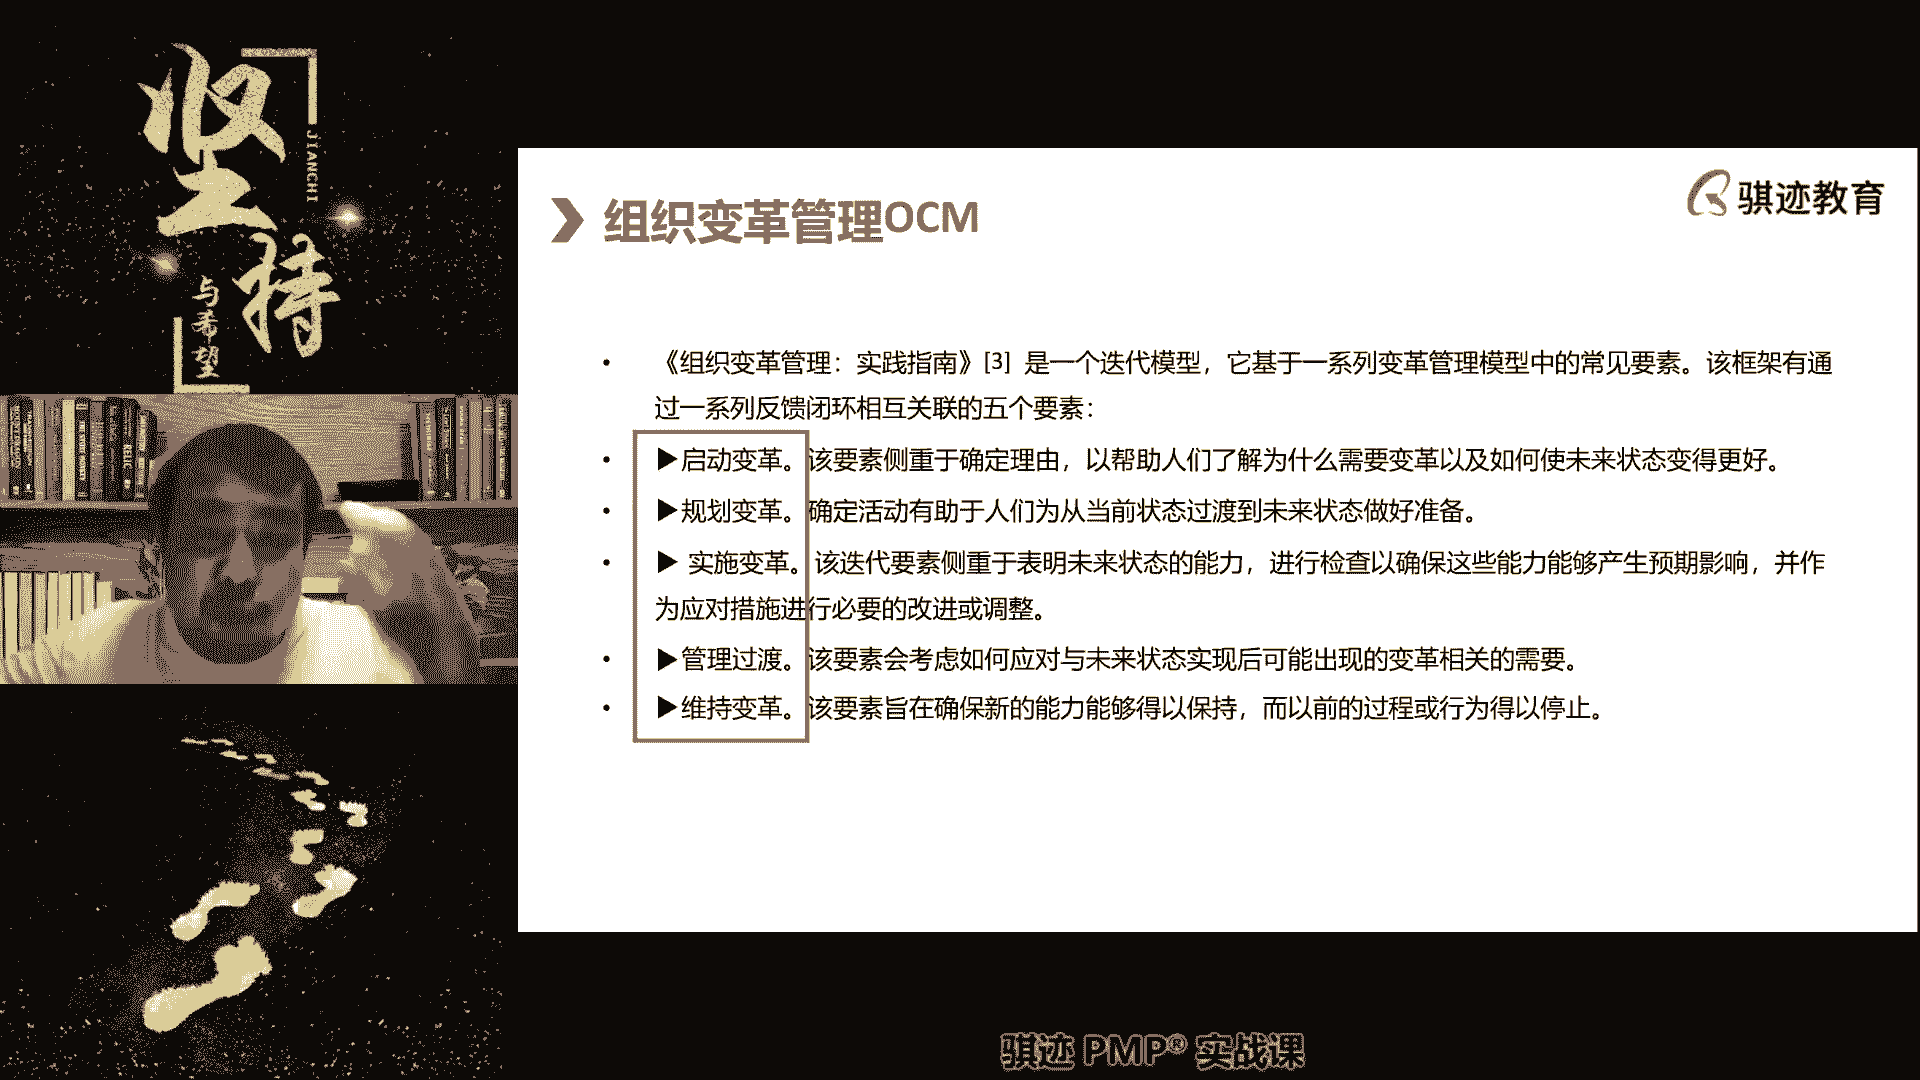 坚持
JIANCHI
与希望
骐迹教育
组织变革管理OCM
• 《组织变革管理：实践指南》[3] 是一个迭代模型，它基于一系列变革管理模型中的常见要素。该框架有通
过一系列反馈闭环相互关联的五个要素：
• ▶启动变革。该要素侧重于确定理由，以帮助人们了解为什么需要变革以及如何使未来状态变得更好。
• ▶规划变革。确定活动有助于人们为从当前状态过渡到未来状态做好准备。
• ▶ 实施变革。该迭代要素侧重于表明未来状态的能力，进行检查以确保这些能力能够产生预期影响，并作
为应对措施进行必要的改进或调整。
• ▶管理过渡。该要素会考虑如何应对与未来状态实现后可能出现的变革相关的需要。
• ▶维持变革。该要素旨在确保新的能力能够得以保持，而以前的过程或行为得以停止。
骐迹 PMP® 实战课